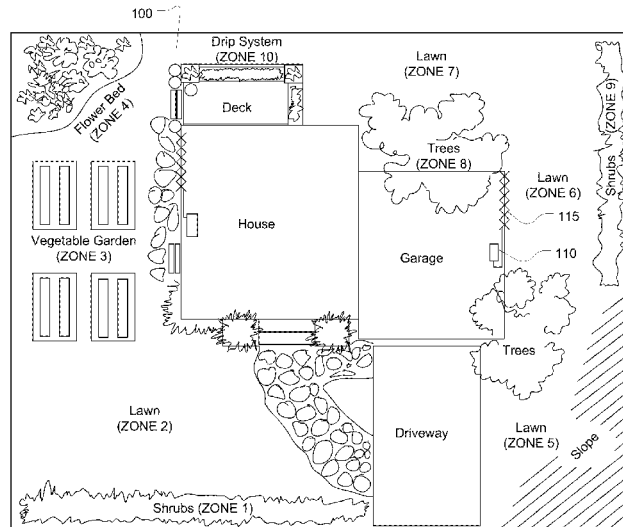 100
Drip System
(ZONE 10)
Lawn
(ZONE 7)
Flower Bed
(ZONE 4)
Deck
Shrubs (ZONE 9)
Trees
(ZONE 8)
Lawn
(ZONE 6)
115
House
110
Vegetable Garden
(ZONE 3)
Garage
Trees
Lawn
(ZONE 2)
Driveway
Lawn
(ZONE 5)
Slope
Shrubs (ZONE 1)